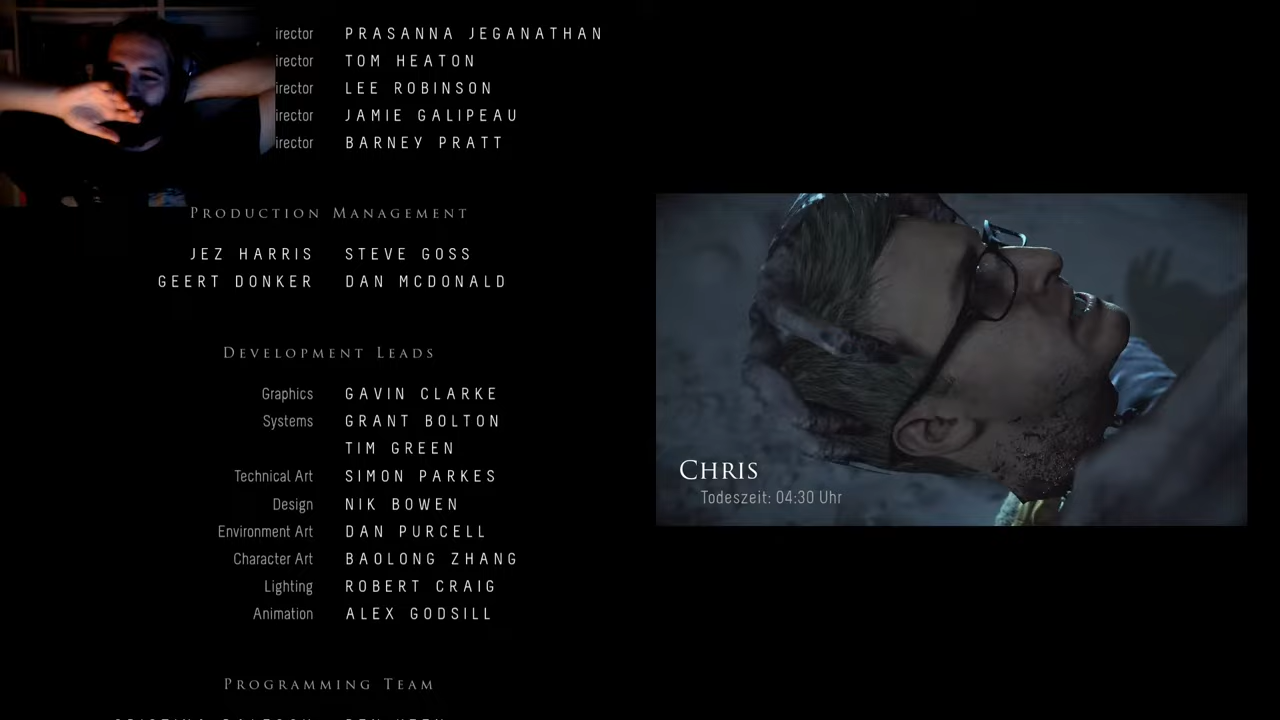 irector PRASANNA JEGANATHAN
irector TOM HEATON
irector LEE ROBINSON
irector JAMIE GALIPEAU
irector BARNEY PRATT
PRODUCTION MANAGEMENT
JEZ HARRIS STEVE GOSS
GEERT DONKER DAN MCDONALD
DEVELOPMENT LEADS
Graphics GAVIN CLARKE
Systems GRANT BOLTON
TIM GREEN
Technical Art SIMON PARKES
Design NIK BOWEN
Environment Art DAN PURCELL
Character Art BAOLONG ZHANG
Lighting ROBERT CRAIG
Animation ALEX GODSILL
PROGRAMMING TEAM
CHRIS
Todeszeit: 04:30 Uhr